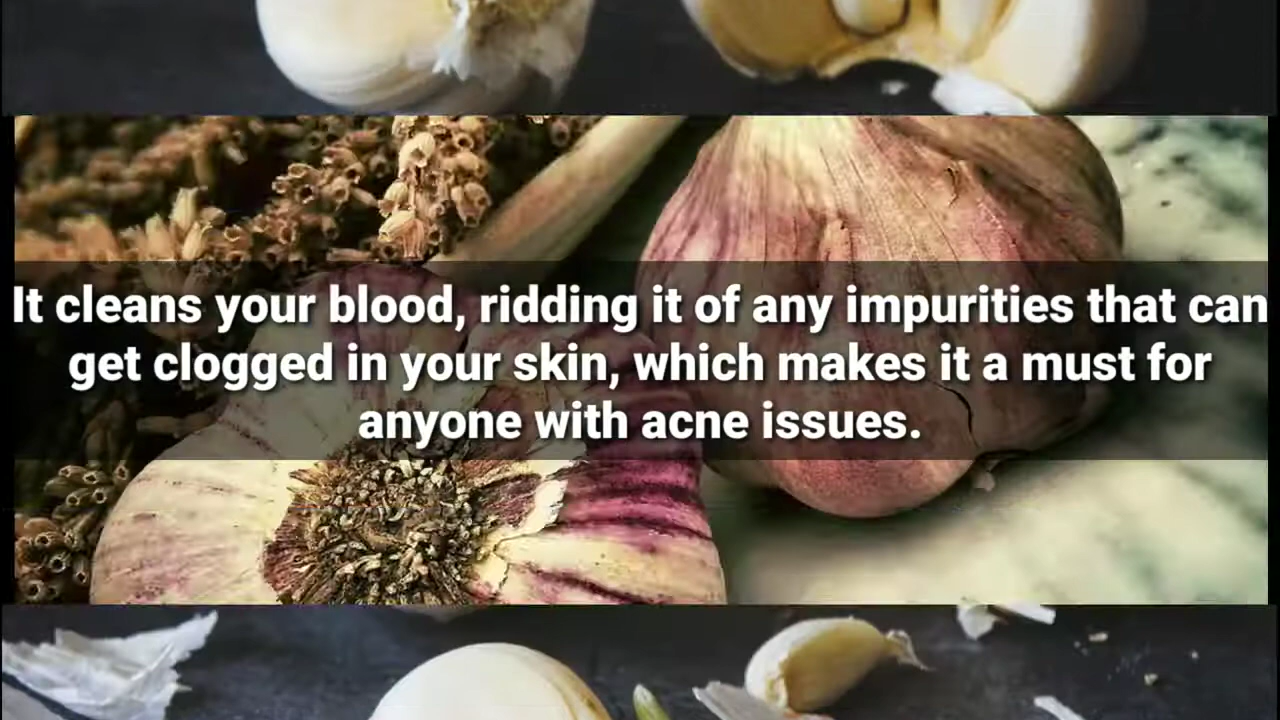 It cleans your blood, ridding it of any impurities that can
get clogged in your skin, which makes it a must for
anyone with acne issues.